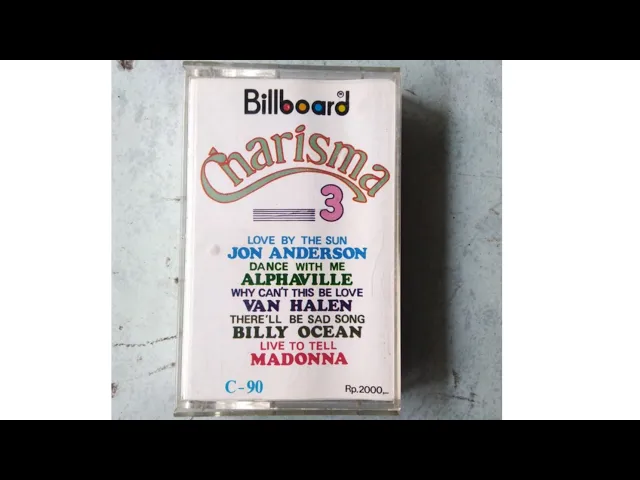 Billboard
Charisma
3
LOVE BY THE SUN
JON ANDERSON
DANCE WITH ME
ALPHAVILLE
WHY CAN'T THIS BE LOVE
VAN HALEN
THERE'LL BE SAD SONG
BILLY OCEAN
LIVE TO TELL
MADONNA
C-90 Rp.2000,-